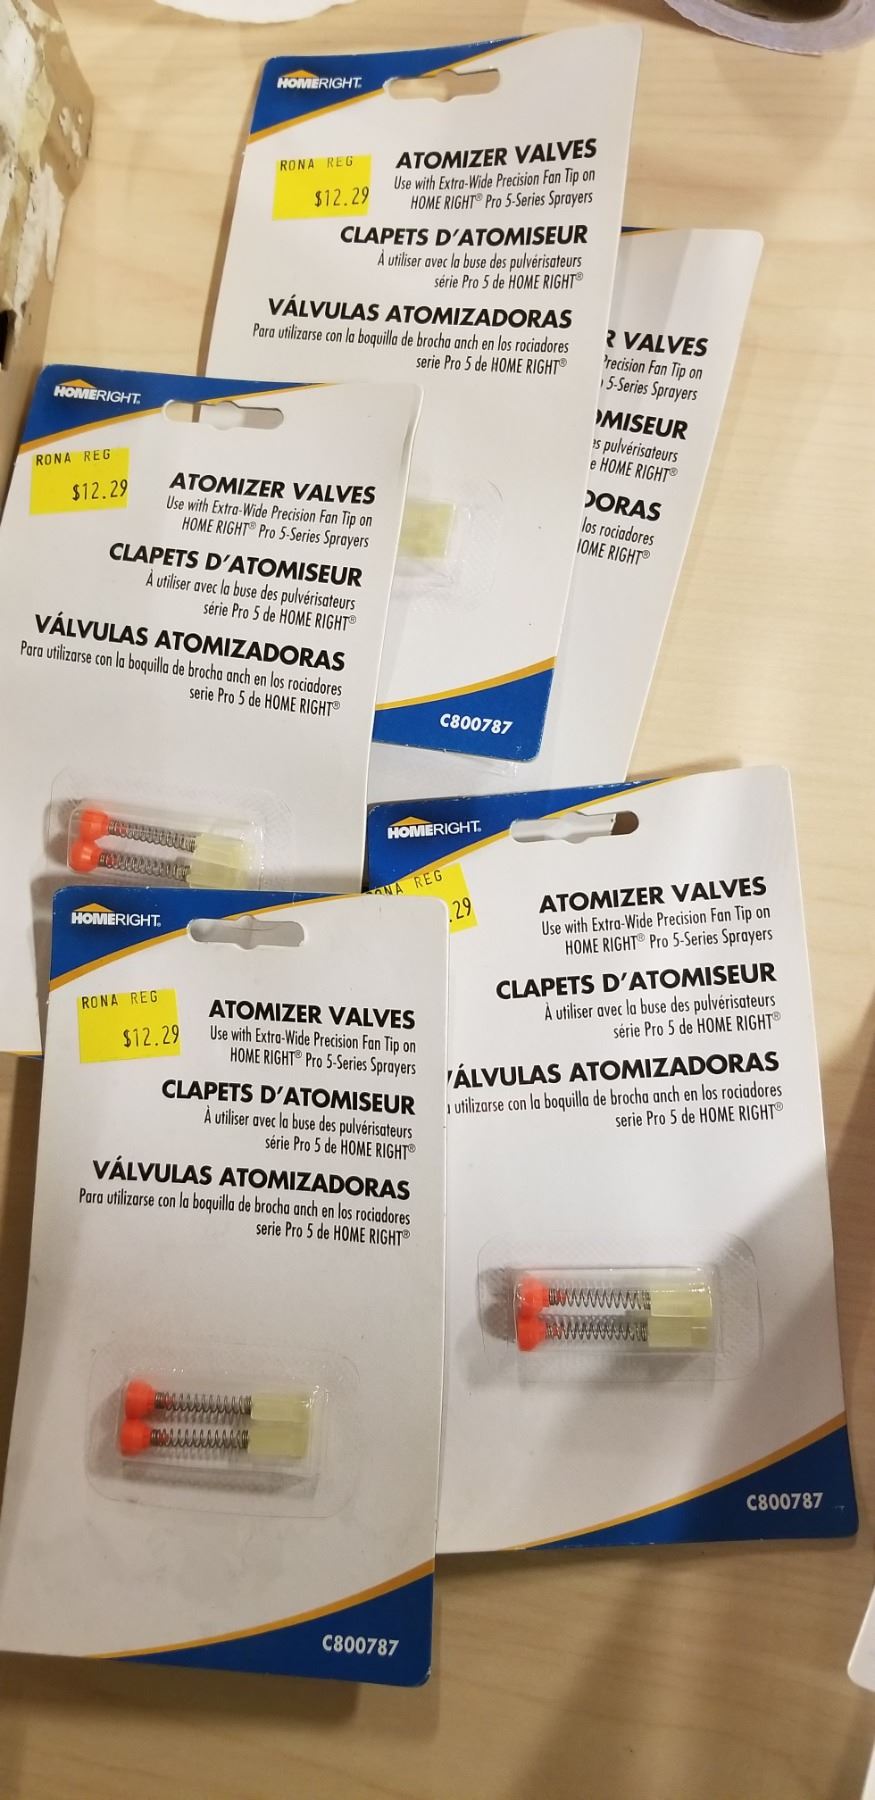 HOMERIGHT®
RONA REG
$12.29
ATOMIZER VALVES
Use with Extra-Wide Precision Fan Tip on
HOME RIGHT® Pro 5-Series Sprayers
CLAPETS D'ATOMISEUR
À utiliser avec la buse des pulvérisateurs
série Pro 5 de HOME RIGHT®
VÁLVULAS ATOMIZADORAS
Para utilizarse con la boquilla de brocha anch en los rociadores
serie Pro 5 de HOME RIGHT®
C800787
R VALVES
Precision Fan Tip on
5-Series Sprayers
OMISEUR
es pulvérisateurs
e HOME RIGHT®
DORAS
los rociadores
HOME RIGHT®
HOMERIGHT®
RONA REG
$12.29
ATOMIZER VALVES
Use with Extra-Wide Precision Fan Tip on
HOME RIGHT® Pro 5-Series Sprayers
CLAPETS D'ATOMISEUR
À utiliser avec la buse des pulvérisateurs
série Pro 5 de HOME RIGHT®
VÁLVULAS ATOMIZADORAS
Para utilizarse con la boquilla de brocha anch en los rociadores
serie Pro 5 de HOME RIGHT®
HOMERIGHT®
NA REG
.29
ATOMIZER VALVES
Use with Extra-Wide Precision Fan Tip on
HOME RIGHT® Pro 5-Series Sprayers
CLAPETS D'ATOMISEUR
À utiliser avec la buse des pulvérisateurs
série Pro 5 de HOME RIGHT®
VÁLVULAS ATOMIZADORAS
utilizarse con la boquilla de brocha anch en los rociadores
serie Pro 5 de HOME RIGHT®
C800787
HOMERIGHT®
RONA REG
$12.29
ATOMIZER VALVES
Use with Extra-Wide Precision Fan Tip on
HOME RIGHT® Pro 5-Series Sprayers
CLAPETS D'ATOMISEUR
À utiliser avec la buse des pulvérisateurs
série Pro 5 de HOME RIGHT®
VÁLVULAS ATOMIZADORAS
Para utilizarse con la boquilla de brocha anch en los rociadores
serie Pro 5 de HOME RIGHT®
C800787